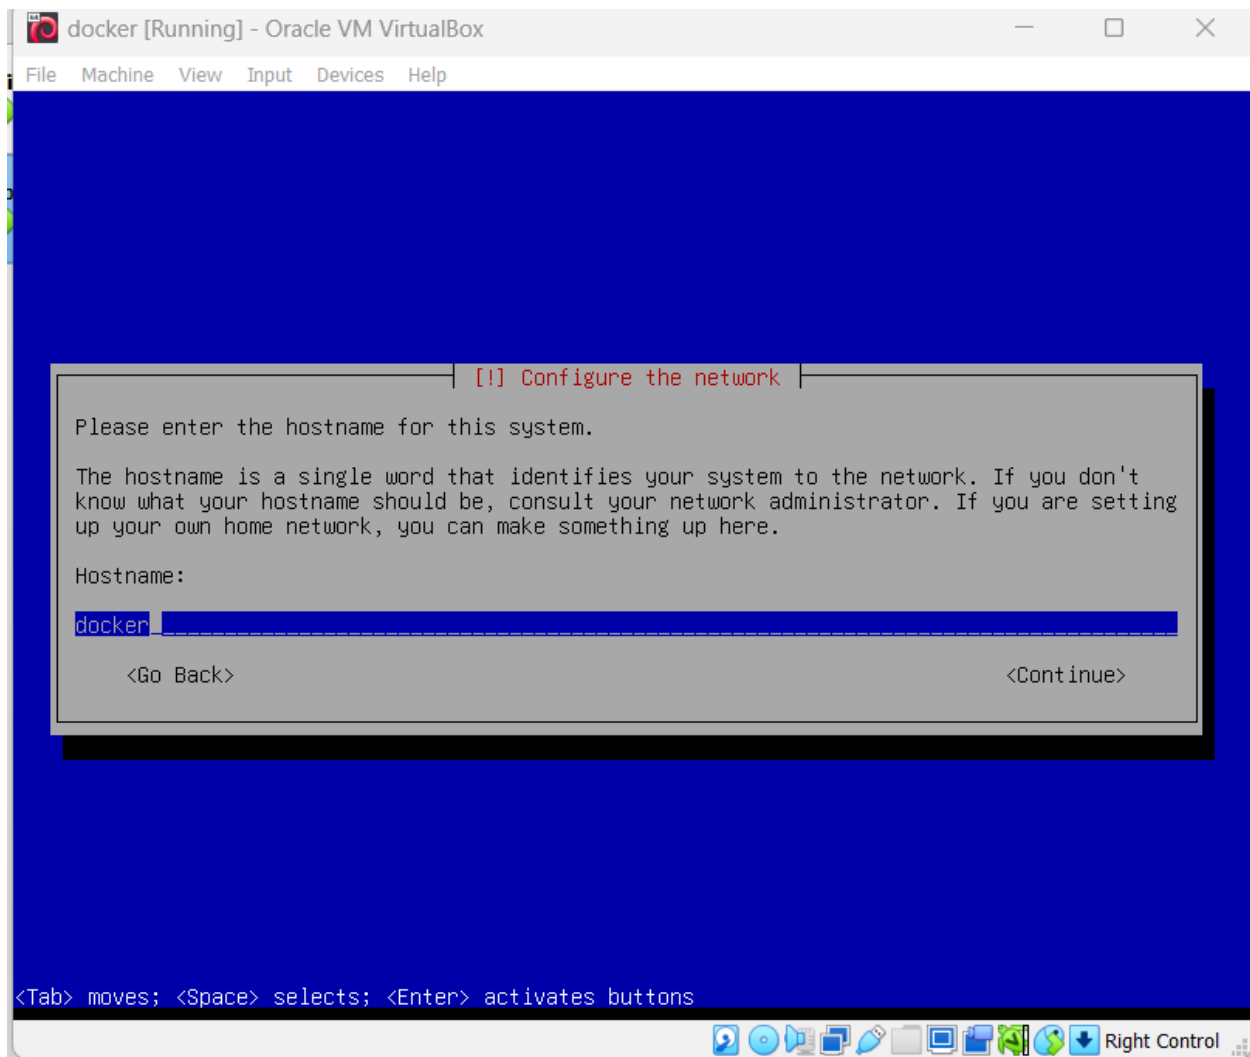 docker [Running] - Oracle VM VirtualBox
File Machine View Input Devices Help
[!] Configure the network
Please enter the hostname for this system.
The hostname is a single word that identifies your system to the network. If you don't
know what your hostname should be, consult your network administrator. If you are setting
up your own home network, you can make something up here.
Hostname:
docker
<Go Back> <Continue>
<Tab> moves; <Space> selects; <Enter> activates buttons
Right Control